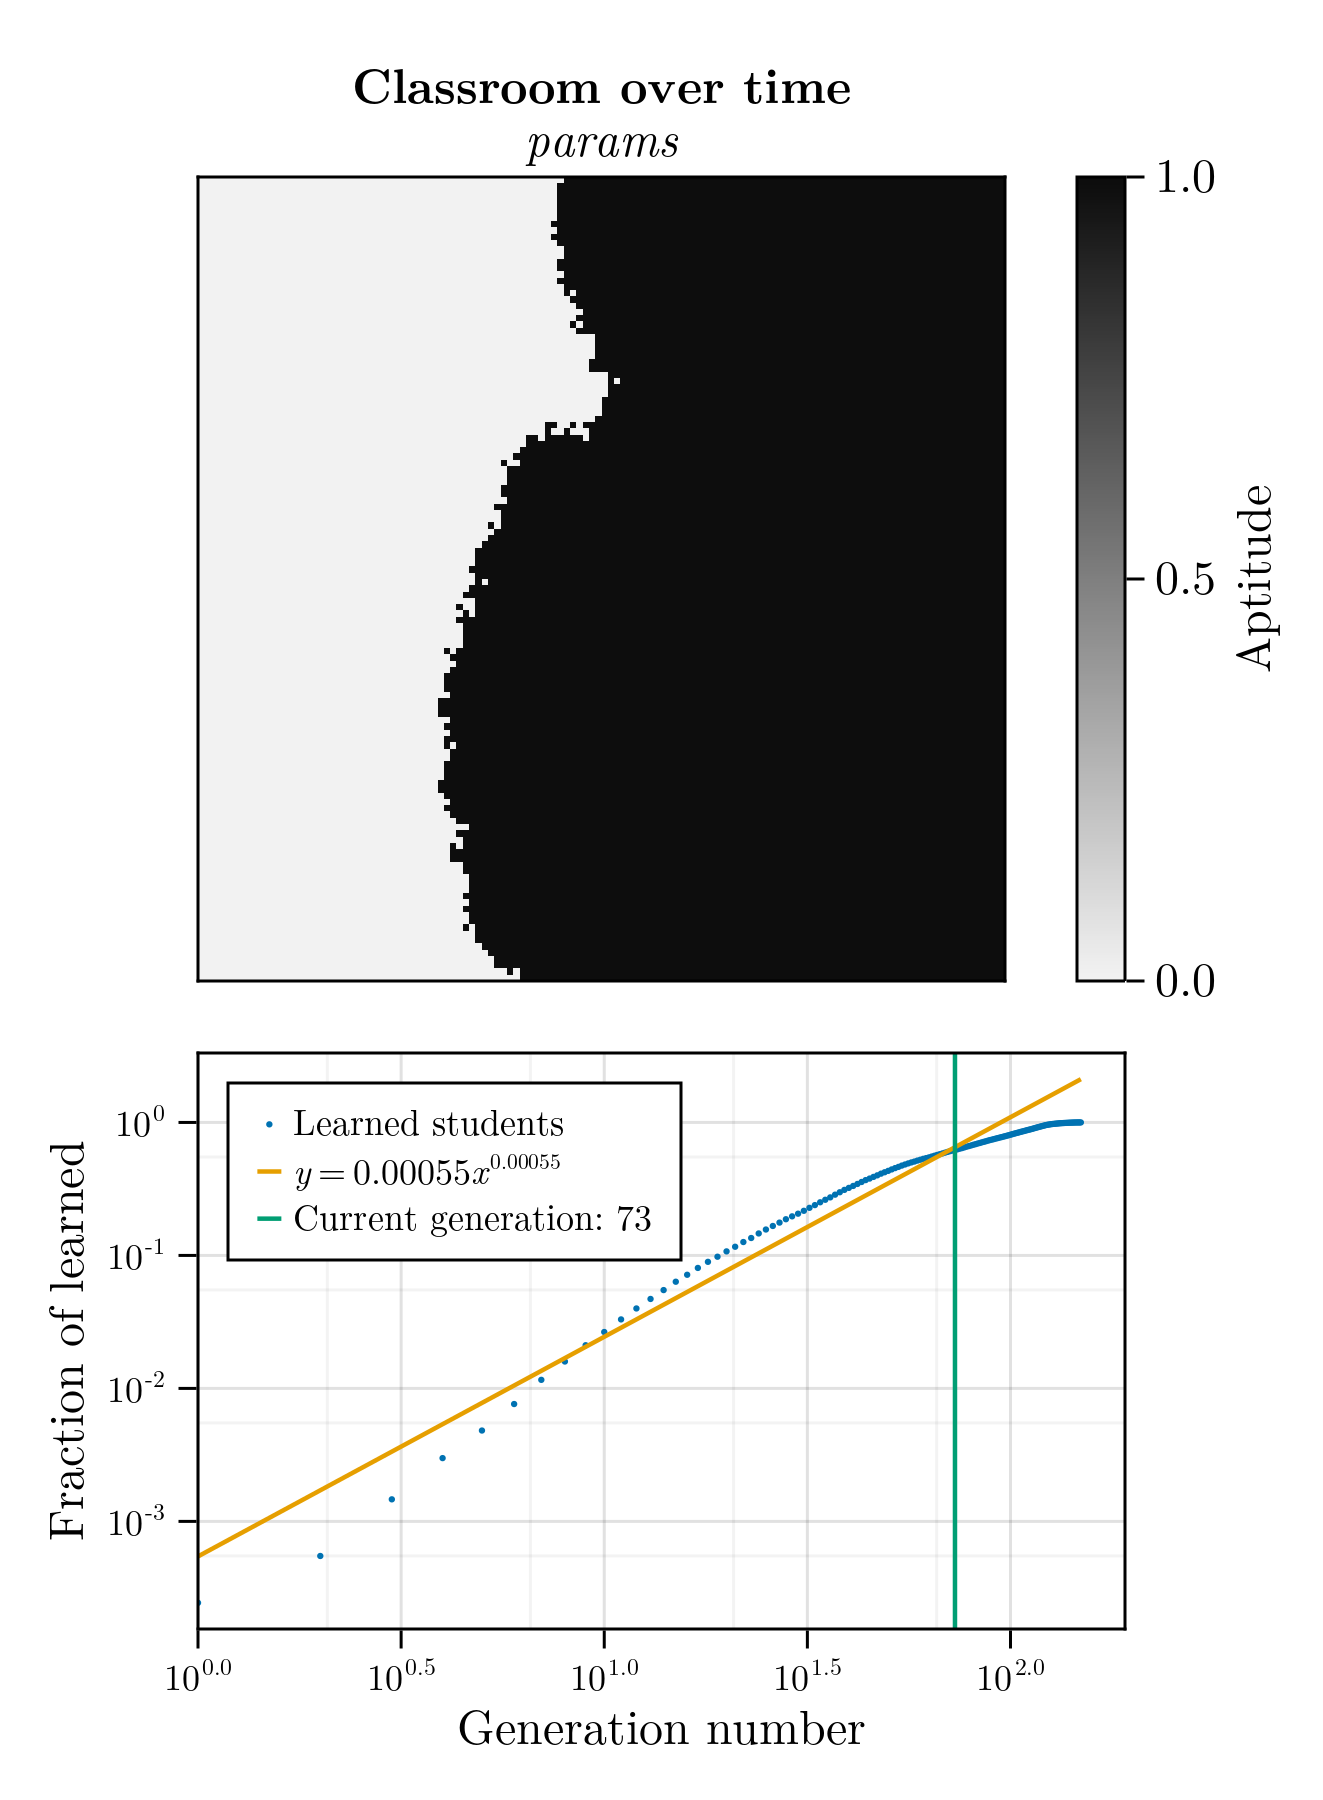 Classroom over time
params
1.0
0.5
0.0
Aptitude
Learned students
y = 0.00055x^0.00055
Current generation: 73
10^0
10^-1
10^-2
10^-3
Fraction of learned
10^0.0 10^0.5 10^1.0 10^1.5 10^2.0
Generation number